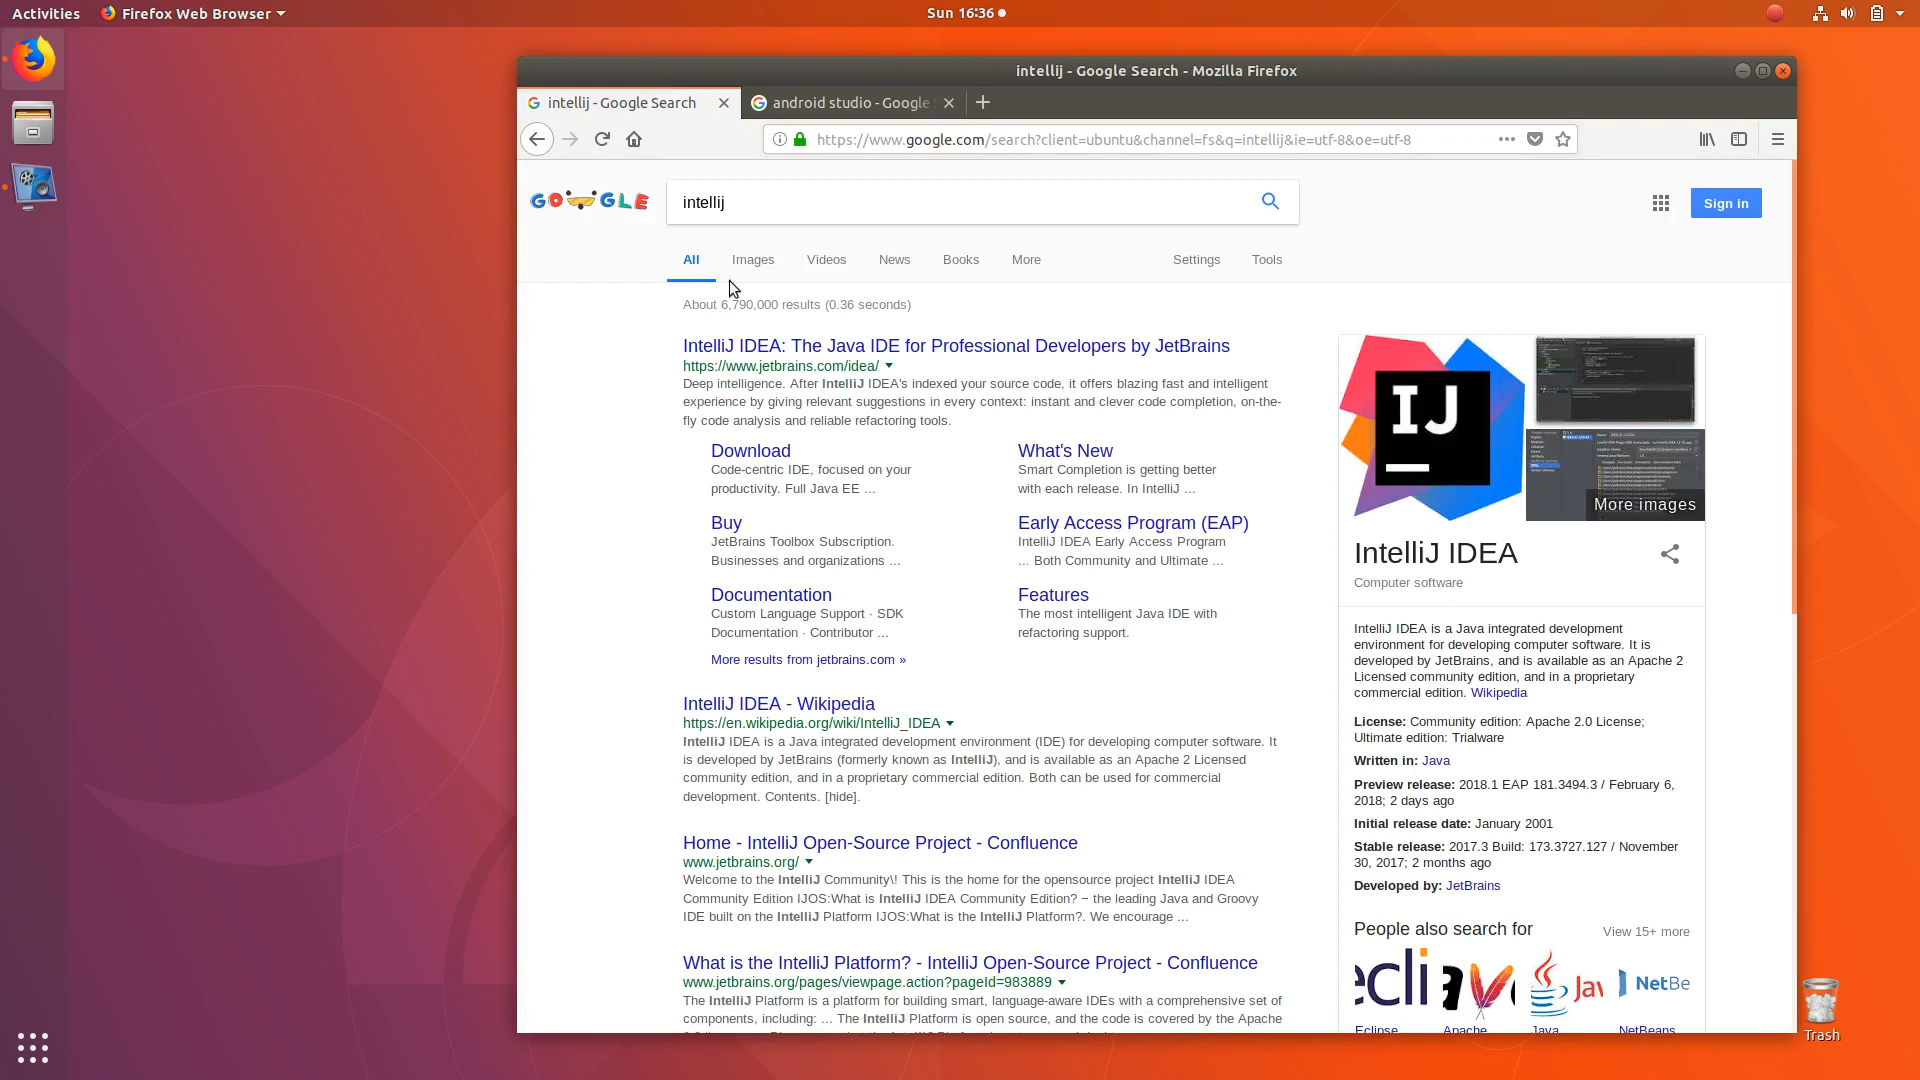 Activities Firefox Web Browser Sun 16:36
intellij - Google Search - Mozilla Firefox
intellij - Google Search android studio - Google
https://www.google.com/search?client=ubuntu&channel=fs&q=intellij&ie=utf-8&oe=utf-8
GOOGLE intellij Sign in
All Images Videos News Books More Settings Tools
About 6,790,000 results (0.36 seconds)
IntelliJ IDEA: The Java IDE for Professional Developers by JetBrains
https://www.jetbrains.com/idea/
Deep intelligence. After IntelliJ IDEA's indexed your source code, it offers blazing fast and intelligent
experience by giving relevant suggestions in every context: instant and clever code completion, on-the-
fly code analysis and reliable refactoring tools.
Download
Code-centric IDE, focused on your
productivity. Full Java EE ...
What's New
Smart Completion is getting better
with each release. In IntelliJ ...
Buy
JetBrains Toolbox Subscription.
Businesses and organizations ...
Early Access Program (EAP)
IntelliJ IDEA Early Access Program
... Both Community and Ultimate ...
Documentation
Custom Language Support · SDK
Documentation · Contributor ...
Features
The most intelligent Java IDE with
refactoring support.
More results from jetbrains.com »
IntelliJ IDEA - Wikipedia
https://en.wikipedia.org/wiki/IntelliJ_IDEA
IntelliJ IDEA is a Java integrated development environment (IDE) for developing computer software. It
is developed by JetBrains (formerly known as IntelliJ), and is available as an Apache 2 Licensed
community edition, and in a proprietary commercial edition. Both can be used for commercial
development. Contents. [hide].
Home - IntelliJ Open-Source Project - Confluence
www.jetbrains.org/
Welcome to the IntelliJ Community\! This is the home for the opensource project IntelliJ IDEA
Community Edition IJOS:What is IntelliJ IDEA Community Edition? − the leading Java and Groovy
IDE built on the IntelliJ Platform IJOS:What is the IntelliJ Platform?. We encourage ...
What is the IntelliJ Platform? - IntelliJ Open-Source Project - Confluence
www.jetbrains.org/pages/viewpage.action?pageId=983889
The IntelliJ Platform is a platform for building smart, language-aware IDEs with a comprehensive set of
components, including: ... The IntelliJ Platform is open source, and the code is covered by the Apache
IJ
More images
IntelliJ IDEA
Computer software
IntelliJ IDEA is a Java integrated development
environment for developing computer software. It is
developed by JetBrains, and is available as an Apache 2
Licensed community edition, and in a proprietary
commercial edition. Wikipedia
License: Community edition: Apache 2.0 License;
Ultimate edition: Trialware
Written in: Java
Preview release: 2018.1 EAP 181.3494.3 / February 6,
2018; 2 days ago
Initial release date: January 2001
Stable release: 2017.3 Build: 173.3727.127 / November
30, 2017; 2 months ago
Developed by: JetBrains
People also search for View 15+ more
ecli ave Jav NetBe
Eclipse Apache Java NetBeans
Trash